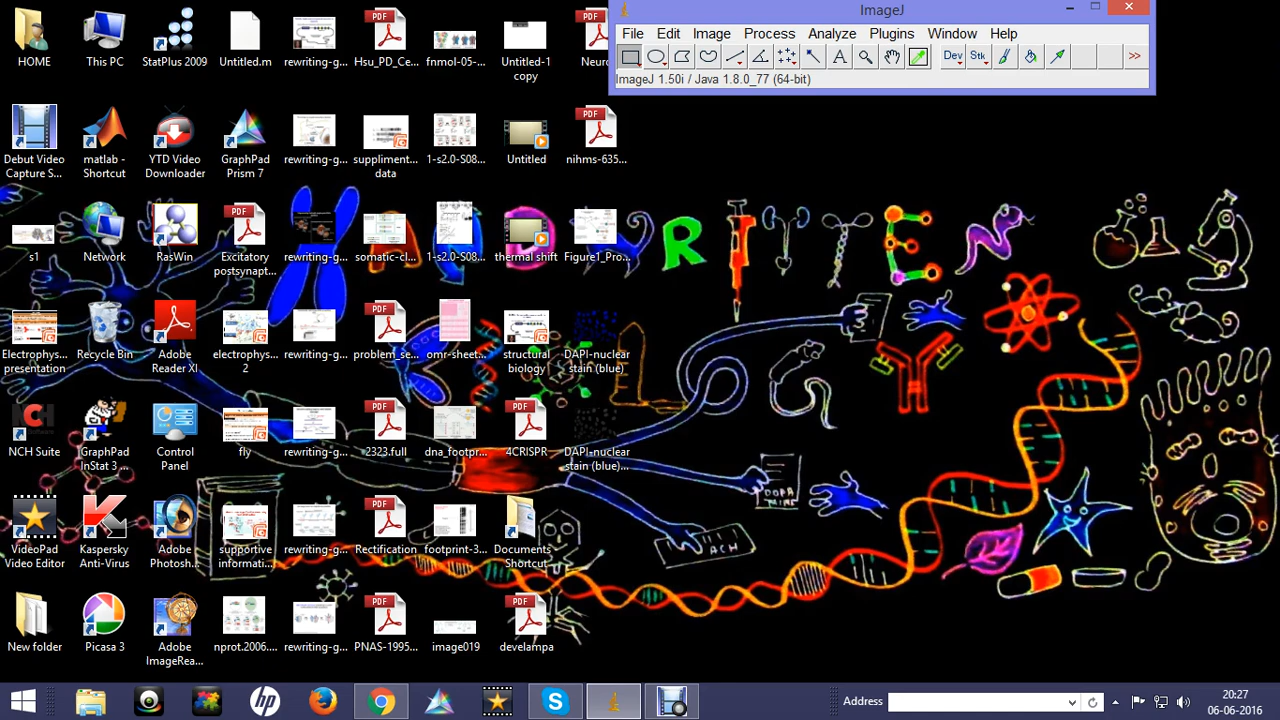 ImageJ
File Edit Image Process Analyze Plugins Window Help
Dev Stk >>
ImageJ 1.50i / Java 1.8.0_77 (64-bit)
HOME
This PC
StatPlus 2009
Untitled.m
rewriting-g...
Hsu_PD_Ce...
fnmol-05-...
Untitled-1
copy
Debut Video
Capture S...
matlab -
Shortcut
YTD Video
Downloader
GraphPad
Prism 7
rewriting-g...
suppliment...
data
1-s2.0-S08...
Untitled
nihms-635...
s1
Network
RasWin
Excitatory
postsynapt...
rewriting-g...
somatic-cl...
1-s2.0-S08...
thermal shift
Figure1_Pro...
Electrophys...
presentation
Recycle Bin
Adobe
Reader XI
electrophys...
2
rewriting-g...
problem_se...
omr-sheet...
structural
biology
DAPI-nuclear
stain (blue)
NCH Suite
GraphPad
InStat 3 ...
Control
Panel
fly
rewriting-g...
2323.full
dna_footpr...
4CRISPR
DAPI-nuclear
stain (blue)...
VideoPad
Video Editor
Kaspersky
Anti-Virus
Adobe
Photosh...
supportive
informati...
rewriting-g...
Rectification
footprint-3...
Documents -
Shortcut
New folder
Picasa 3
Adobe
ImageRea...
nprot.2006....
rewriting-g...
PNAS-1995...
image019
develampa
DOPA
MINE
ACH
Address
20:27
06-06-2016